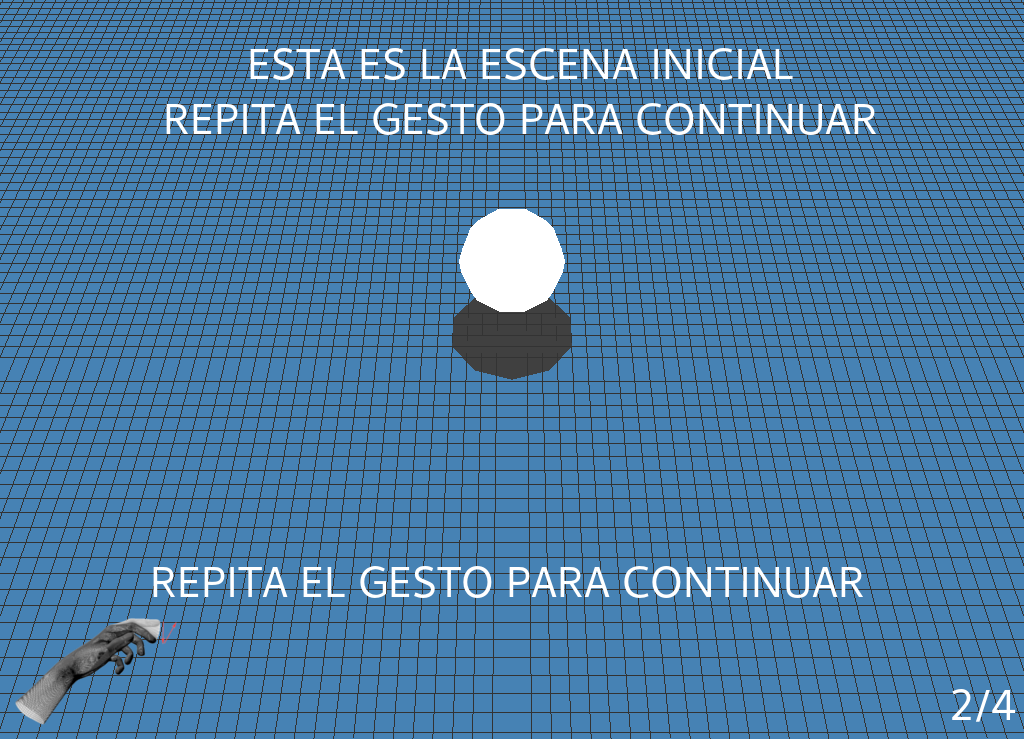 ESTA ES LA ESCENA INICIAL
REPITA EL GESTO PARA CONTINUAR
REPITA EL GESTO PARA CONTINUAR
2/4